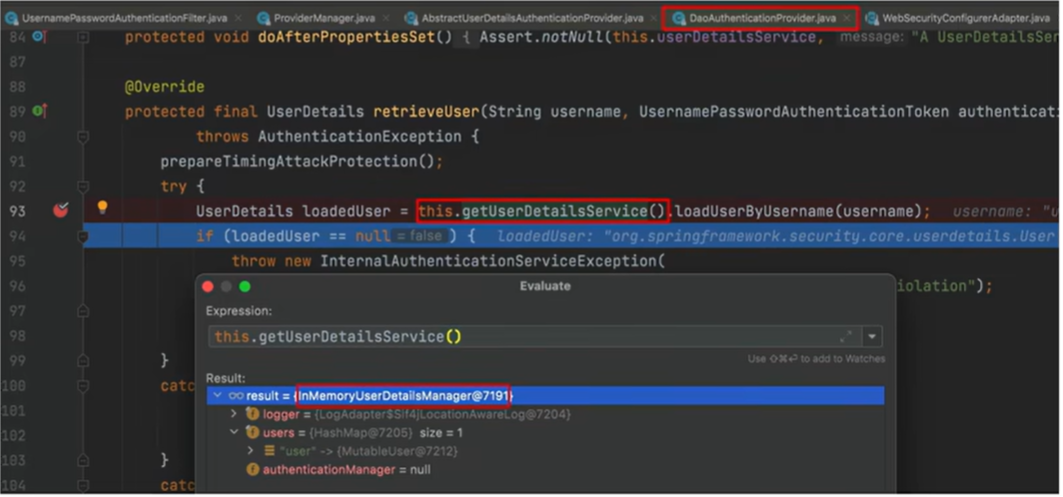 UsernamePasswordAuthenticationFilter.java ProviderManager.java AbstractUserDetailsAuthenticationProvider.java DaoAuthenticationProvider.java WebSecurityConfigurerAdapter.java
84 protected void doAfterPropertiesSet() { Assert.notNull(this.userDetailsService, message: "A UserDetailsSer
87
88 @Override
89 protected final UserDetails retrieveUser(String username, UsernamePasswordAuthenticationToken authenticati
90 throws AuthenticationException {
91 prepareTimingAttackProtection();
92 try {
93 UserDetails loadedUser = this.getUserDetailsService().loadUserByUsername(username); username: "u
94 if (loadedUser == null = false ) { loadedUser: "org.springframework.security.core.userdetails.User
95 throw new InternalAuthenticationServiceException(
96 iolation");
97
98
99 }
100 catc
101
102
103 }
104 catc
Evaluate
Expression:
this.getUserDetailsService()
Use ⇧⌘⏎ to add to Watches
Result:
result = {InMemoryUserDetailsManager@7191}
logger = {LogAdapter$Slf4jLocationAwareLog@7204}
users = {HashMap@7205} size = 1
"user" -> {MutableUser@7212}
authenticationManager = null